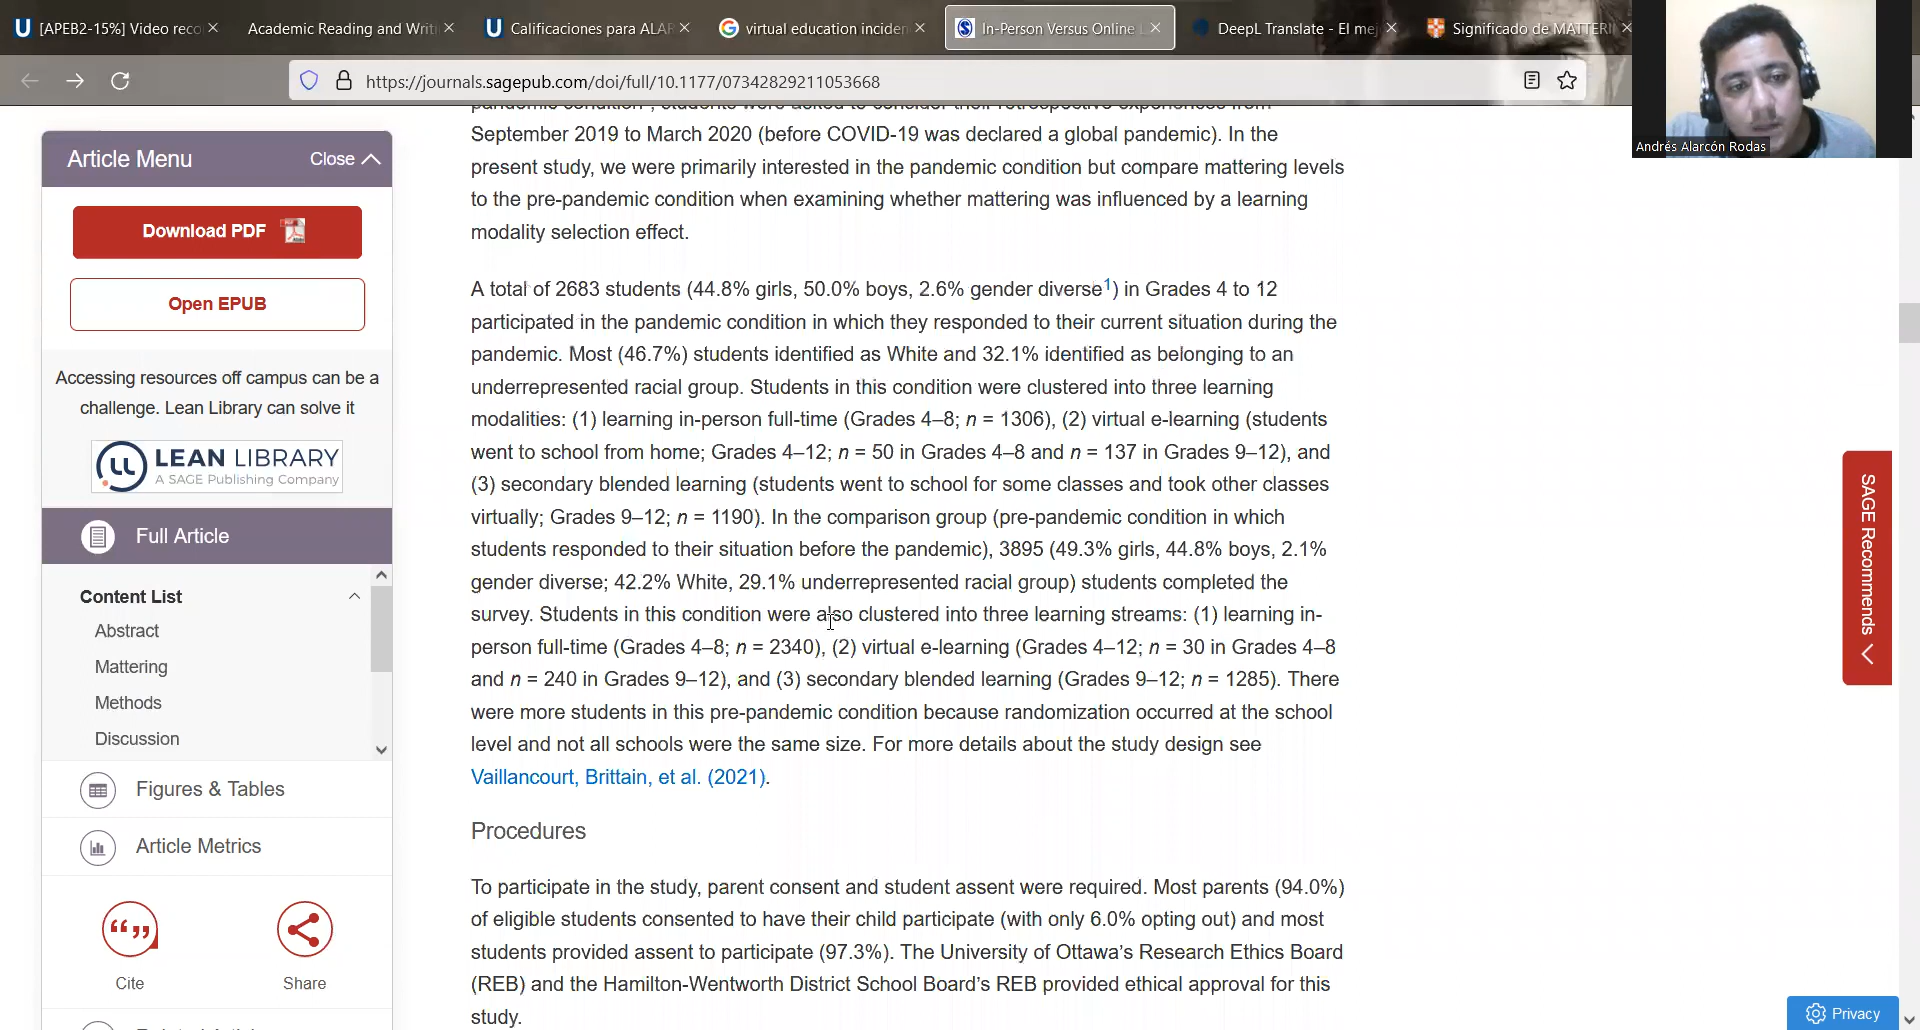 [APEB2-15%] Video reco
Academic Reading and Writi
Calificaciones para ALAR
virtual education inciden
In-Person Versus Online L
DeepL Translate - El mej
Significado de MATTERI
https://journals.sagepub.com/doi/full/10.1177/07342829211053668
Andrés Alarcón Rodas
Article Menu
Close
Download PDF
Open EPUB
Accessing resources off campus can be a
challenge. Lean Library can solve it
LEAN LIBRARY
A SAGE Publishing Company
Full Article
Content List
Abstract
Mattering
Methods
Discussion
Figures & Tables
Article Metrics
Cite
Share
pandemic condition", students were asked to consider their retrospective experiences from
September 2019 to March 2020 (before COVID-19 was declared a global pandemic). In the
present study, we were primarily interested in the pandemic condition but compare mattering levels
to the pre-pandemic condition when examining whether mattering was influenced by a learning
modality selection effect.
A total of 2683 students (44.8% girls, 50.0% boys, 2.6% gender diverse1) in Grades 4 to 12
participated in the pandemic condition in which they responded to their current situation during the
pandemic. Most (46.7%) students identified as White and 32.1% identified as belonging to an
underrepresented racial group. Students in this condition were clustered into three learning
modalities: (1) learning in-person full-time (Grades 4–8; n = 1306), (2) virtual e-learning (students
went to school from home; Grades 4–12; n = 50 in Grades 4–8 and n = 137 in Grades 9–12), and
(3) secondary blended learning (students went to school for some classes and took other classes
virtually; Grades 9–12; n = 1190). In the comparison group (pre-pandemic condition in which
students responded to their situation before the pandemic), 3895 (49.3% girls, 44.8% boys, 2.1%
gender diverse; 42.2% White, 29.1% underrepresented racial group) students completed the
survey. Students in this condition were also clustered into three learning streams: (1) learning in-
person full-time (Grades 4–8; n = 2340), (2) virtual e-learning (Grades 4–12; n = 30 in Grades 4–8
and n = 240 in Grades 9–12), and (3) secondary blended learning (Grades 9–12; n = 1285). There
were more students in this pre-pandemic condition because randomization occurred at the school
level and not all schools were the same size. For more details about the study design see
Vaillancourt, Brittain, et al. (2021).
Procedures
To participate in the study, parent consent and student assent were required. Most parents (94.0%)
of eligible students consented to have their child participate (with only 6.0% opting out) and most
students provided assent to participate (97.3%). The University of Ottawa's Research Ethics Board
(REB) and the Hamilton-Wentworth District School Board's REB provided ethical approval for this
study.
SAGE Recommends
Privacy